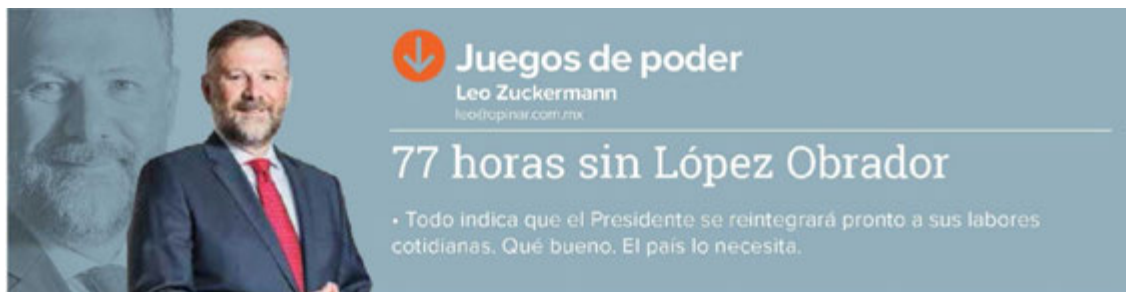 Juegos de poder
Leo Zuckermann
leo@opinar.com.mx
77 horas sin López Obrador
• Todo indica que el Presidente se reintegrará pronto a sus labores
cotidianas. Qué bueno. El país lo necesita.